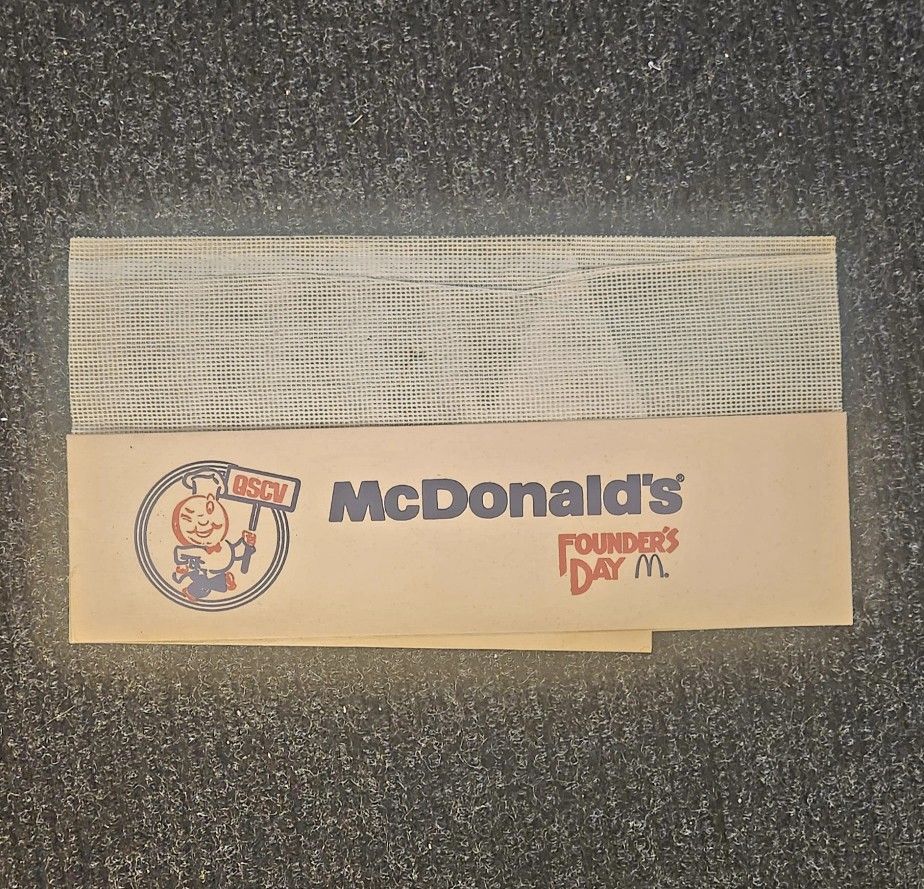 QSCV
McDonald's®
FOUNDER'S
DAY M.